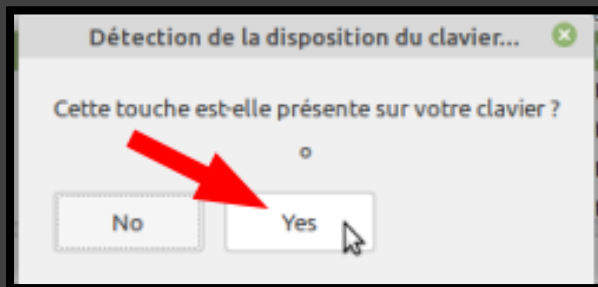 Détection de la disposition du clavier...
Cette touche est-elle présente sur votre clavier ?
o
No
Yes